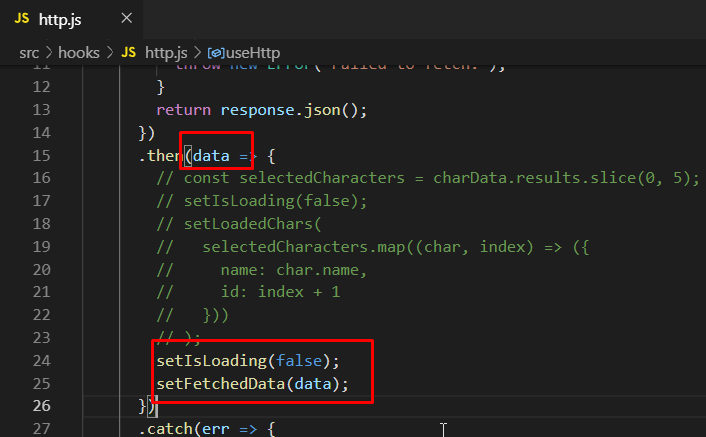 JS http.js ×
src > hooks > JS http.js > useHttp
11 throw new Error('Failed to fetch.');
12 }
13 return response.json();
14 })
15 .then(data => {
16 // const selectedCharacters = charData.results.slice(0, 5);
17 // setIsLoading(false);
18 // setLoadedChars(
19 //   selectedCharacters.map((char, index) => ({
20 //     name: char.name,
21 //     id: index + 1
22 //   }))
23 // );
24 setIsLoading(false);
25 setFetchedData(data);
26 })
27 .catch(err => {